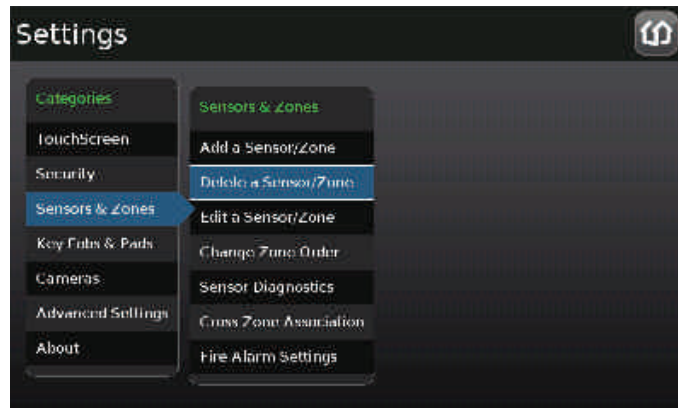 Settings
Categories
TouchScreen
Security
Sensors & Zones
Key Fobs & Pads
Cameras
Advanced Settings
About
Sensors & Zones
Add a Sensor/Zone
Delete a Sensor/Zone
Edit a Sensor/Zone
Change Zone Order
Sensor Diagnostics
Cross Zone Association
Fire Alarm Settings